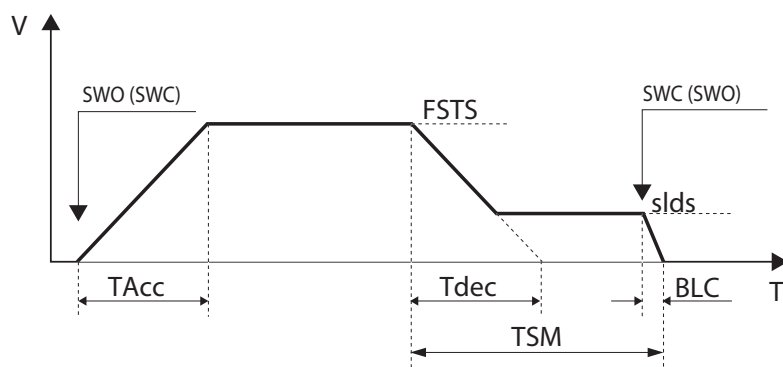 V
SWO (SWC)
SWC (SWO)
FSTS
slds
TAcc
Tdec
BLC
T
TSM